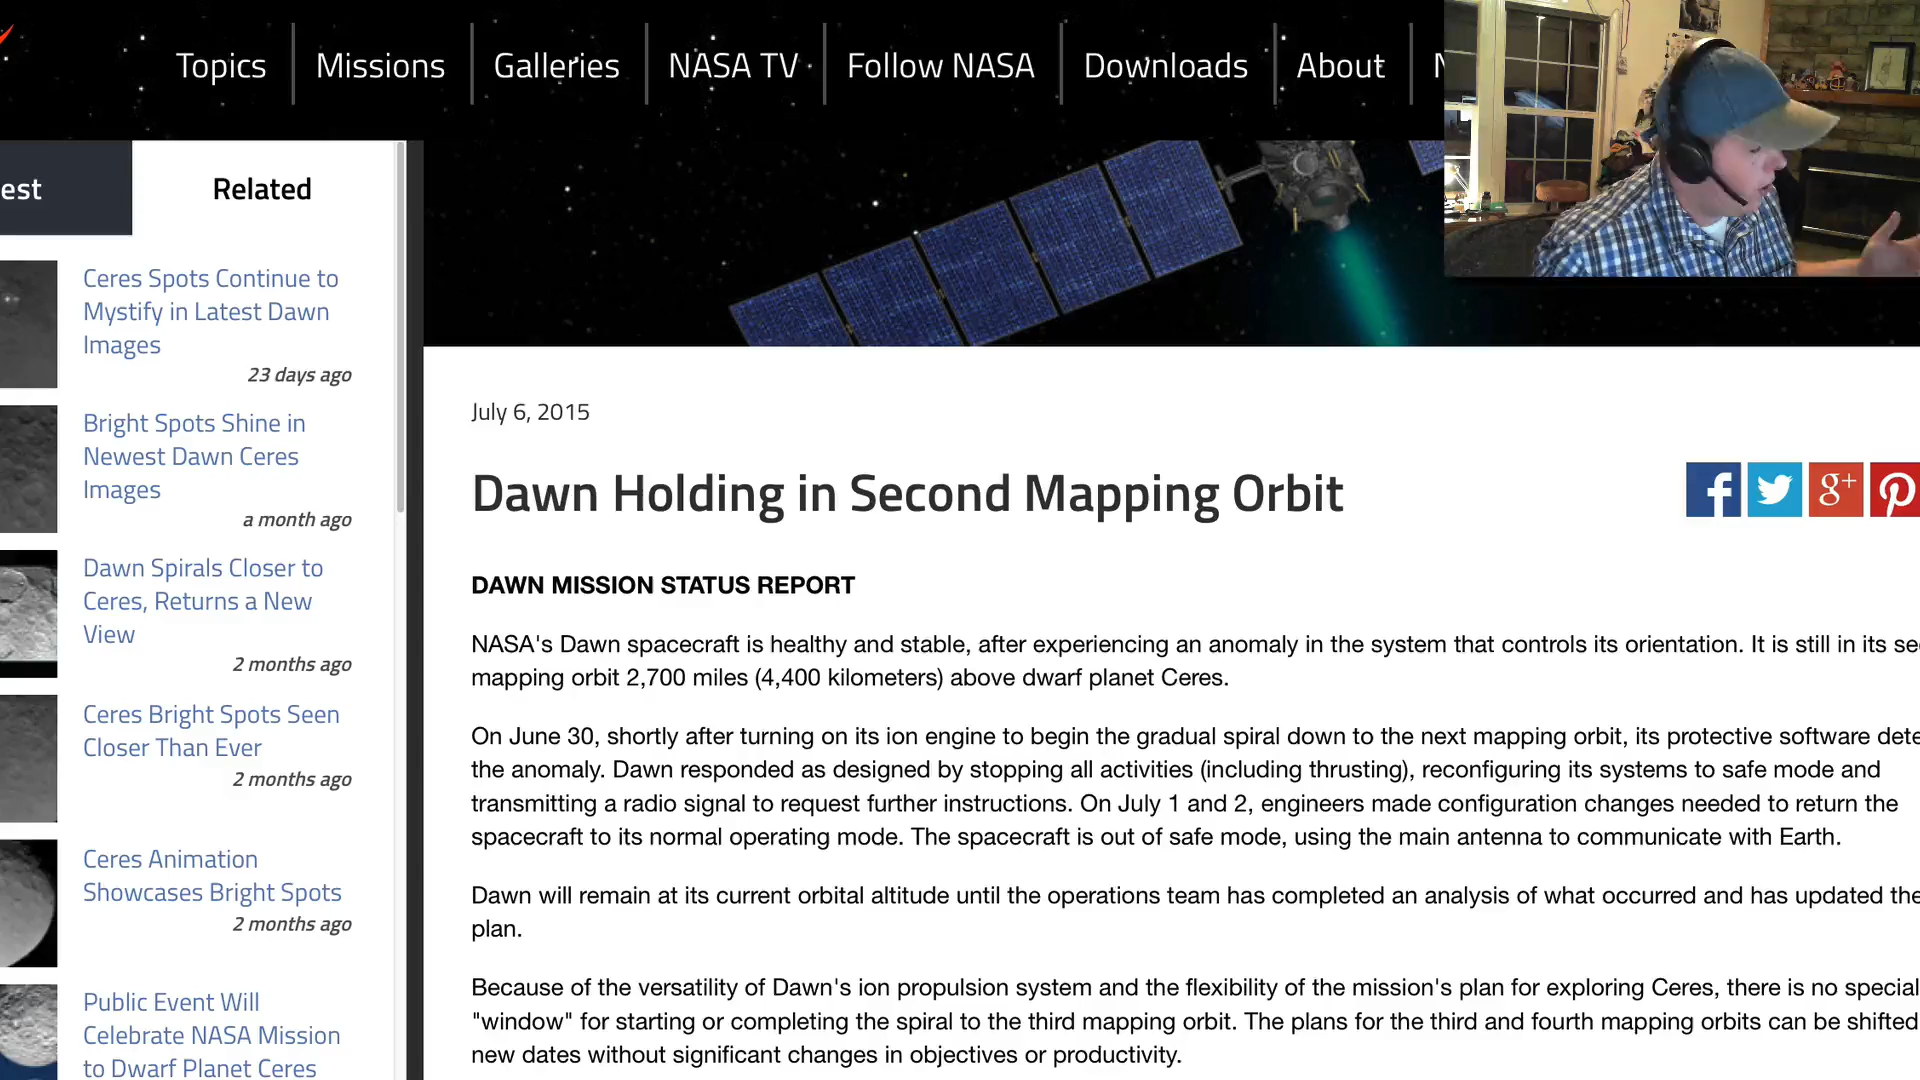 Topics
Missions
Galleries
NASA TV
Follow NASA
Downloads
About
est
Related
Ceres Spots Continue to
Mystify in Latest Dawn
Images
23 days ago
Bright Spots Shine in
Newest Dawn Ceres
Images
a month ago
Dawn Spirals Closer to
Ceres, Returns a New
View
2 months ago
Ceres Bright Spots Seen
Closer Than Ever
2 months ago
Ceres Animation
Showcases Bright Spots
2 months ago
Public Event Will
Celebrate NASA Mission
to Dwarf Planet Ceres
July 6, 2015
Dawn Holding in Second Mapping Orbit
DAWN MISSION STATUS REPORT
NASA's Dawn spacecraft is healthy and stable, after experiencing an anomaly in the system that controls its orientation. It is still in its se
mapping orbit 2,700 miles (4,400 kilometers) above dwarf planet Ceres.
On June 30, shortly after turning on its ion engine to begin the gradual spiral down to the next mapping orbit, its protective software dete
the anomaly. Dawn responded as designed by stopping all activities (including thrusting), reconfiguring its systems to safe mode and
transmitting a radio signal to request further instructions. On July 1 and 2, engineers made configuration changes needed to return the
spacecraft to its normal operating mode. The spacecraft is out of safe mode, using the main antenna to communicate with Earth.
Dawn will remain at its current orbital altitude until the operations team has completed an analysis of what occurred and has updated the
plan.
Because of the versatility of Dawn's ion propulsion system and the flexibility of the mission's plan for exploring Ceres, there is no special
"window" for starting or completing the spiral to the third mapping orbit. The plans for the third and fourth mapping orbits can be shifted
new dates without significant changes in objectives or productivity.